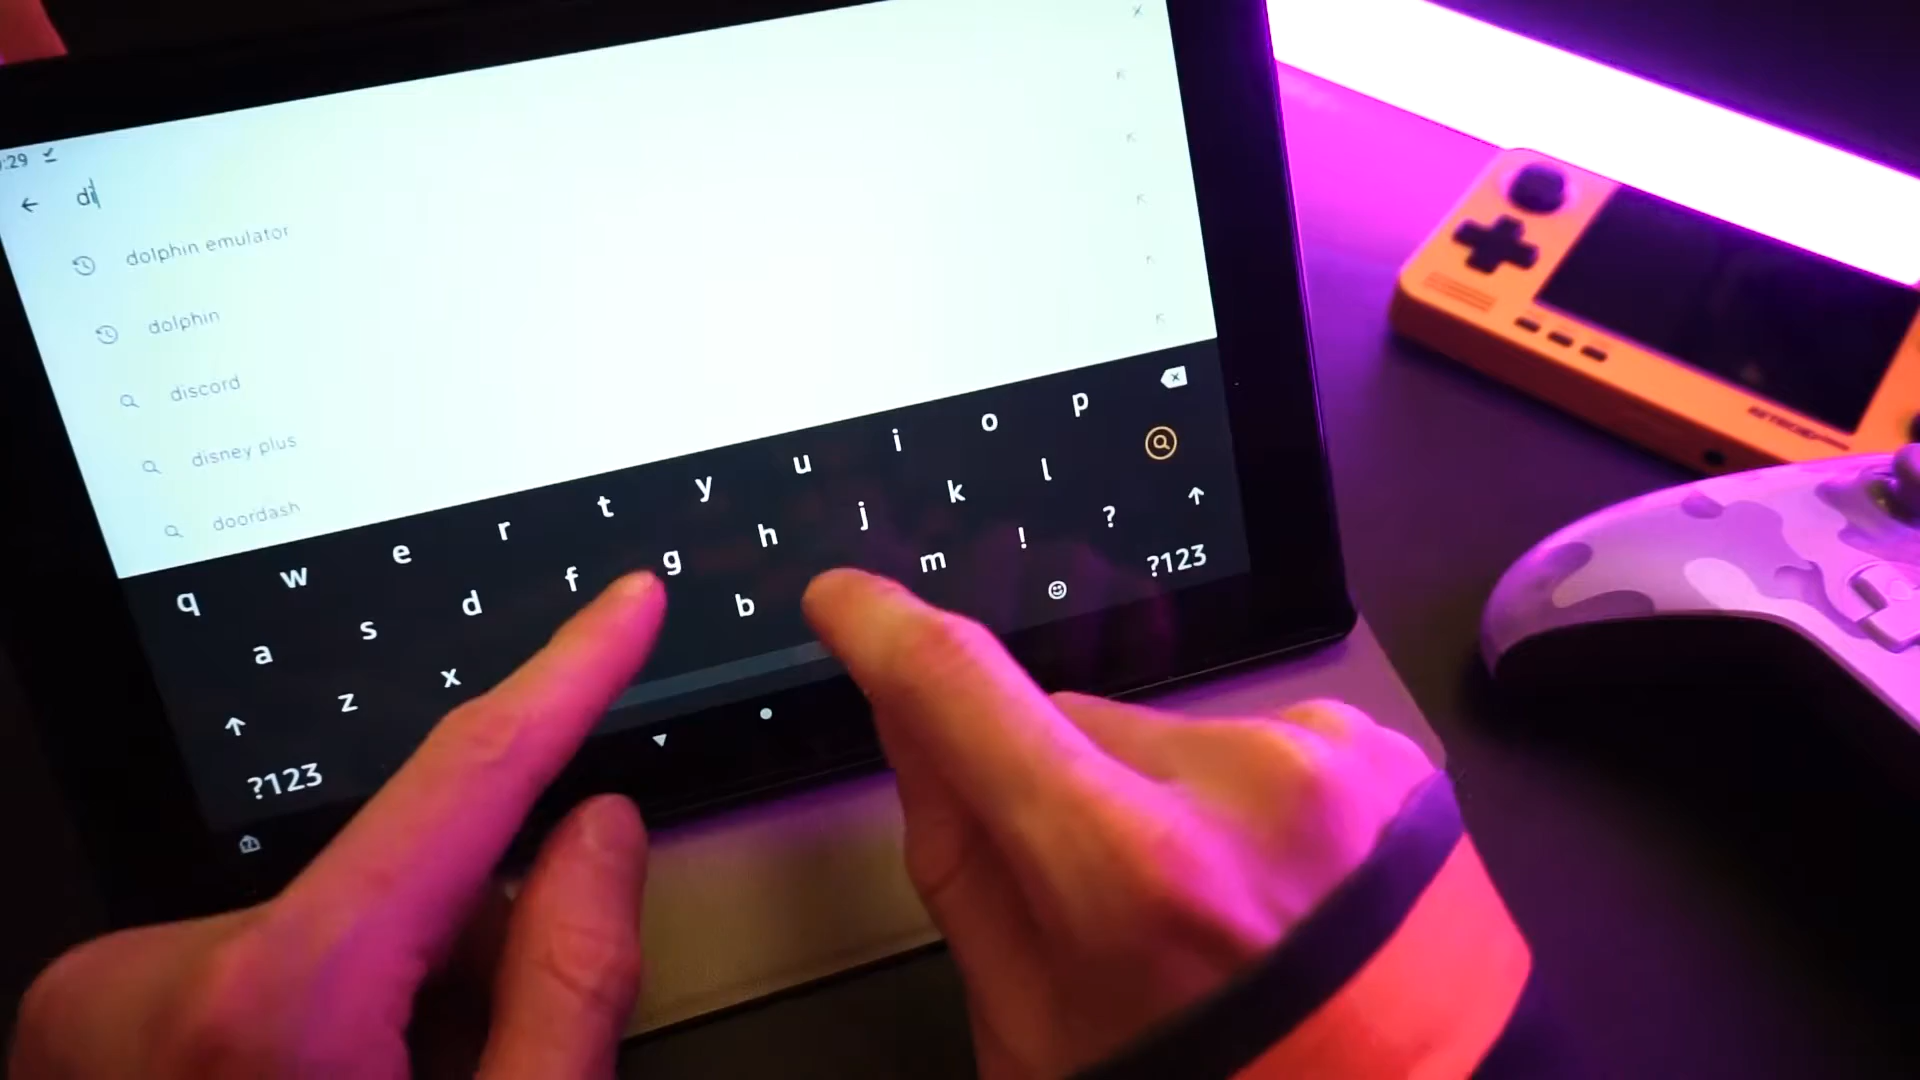 :29
di
dolphin emulator
dolphin
discord
disney plus
doordash
q w e r t y u i o p
a s d f g h j k l
z x b m ! ?
?123 ?123